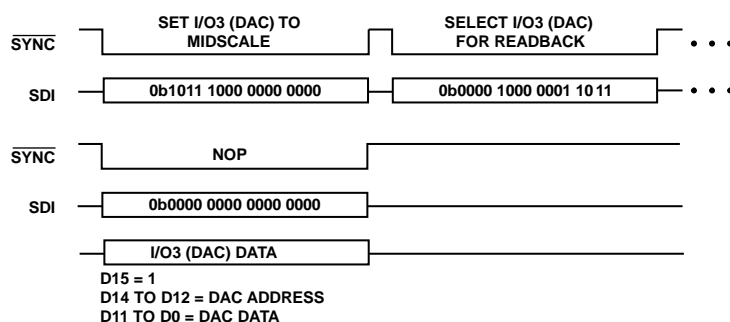 SET I/O3 (DAC) TO
MIDSCALE
SELECT I/O3 (DAC)
FOR READBACK
SYNC
SDI
0b1011 1000 0000 0000
0b0000 1000 0001 1011
SYNC
NOP
SDI
0b0000 0000 0000 0000
I/O3 (DAC) DATA
D15 = 1
D14 TO D12 = DAC ADDRESS
D11 TO D0 = DAC DATA